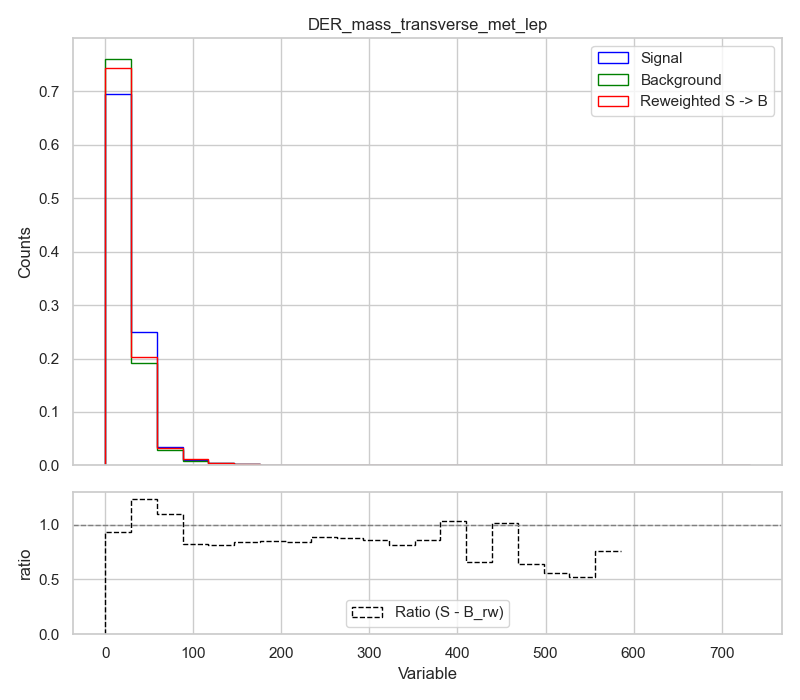 DER_mass_transverse_met_lep
Signal
Background
Reweighted S -> B
0.7
0.6
0.5
0.4
0.3
0.2
0.1
0.0
Counts
1.0
0.5
0.0
ratio
Ratio (S - B_rw)
0 100 200 300 400 500 600 700
Variable